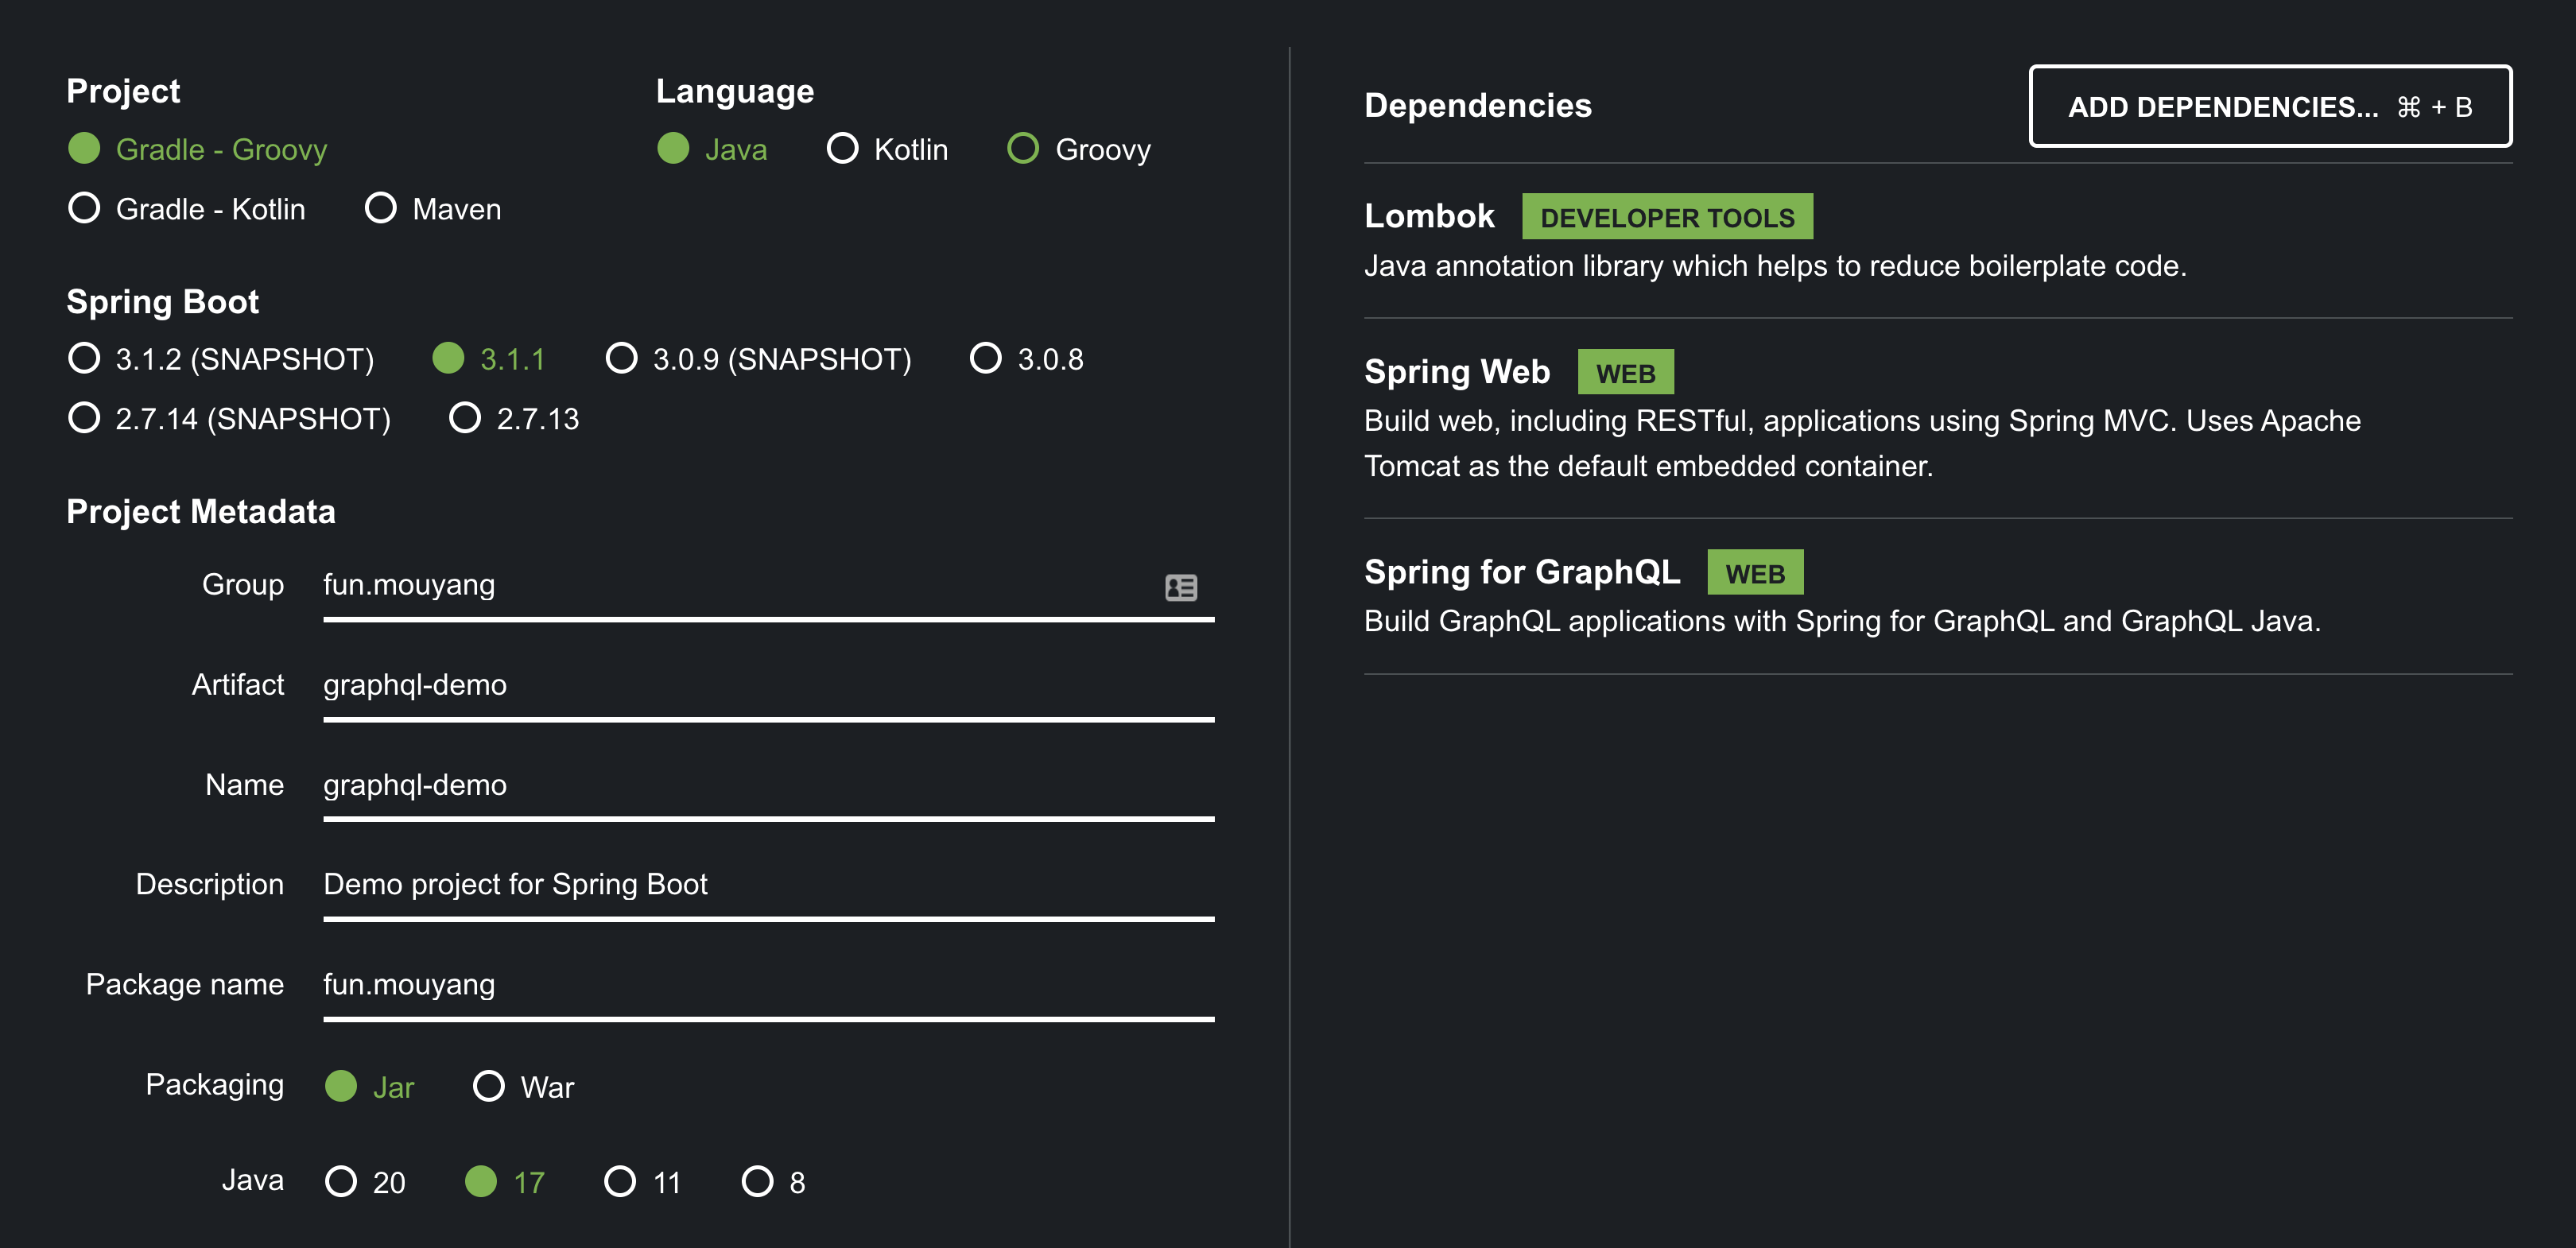 Project
Gradle - Groovy
Gradle - Kotlin Maven
Language
Java Kotlin Groovy
Spring Boot
3.1.2 (SNAPSHOT) 3.1.1 3.0.9 (SNAPSHOT) 3.0.8
2.7.14 (SNAPSHOT) 2.7.13
Project Metadata
Group fun.mouyang
Artifact graphql-demo
Name graphql-demo
Description Demo project for Spring Boot
Package name fun.mouyang
Packaging Jar War
Java 20 17 11 8
Dependencies ADD DEPENDENCIES... ⌘ + B
Lombok DEVELOPER TOOLS
Java annotation library which helps to reduce boilerplate code.
Spring Web WEB
Build web, including RESTful, applications using Spring MVC. Uses Apache
Tomcat as the default embedded container.
Spring for GraphQL WEB
Build GraphQL applications with Spring for GraphQL and GraphQL Java.